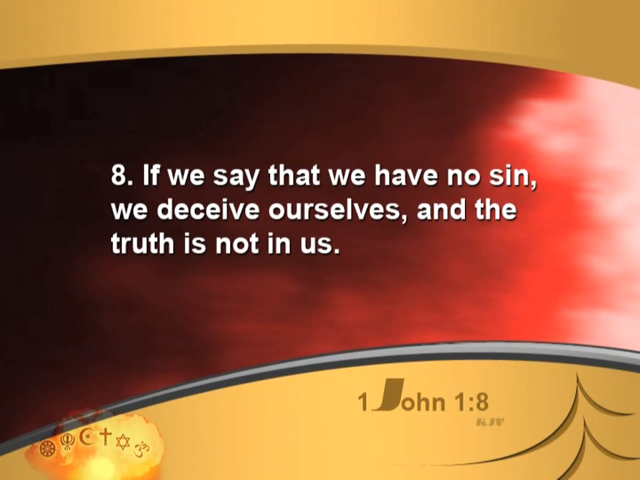 8. If we say that we have no sin,
we deceive ourselves, and the
truth is not in us.
1 John 1:8
KJV